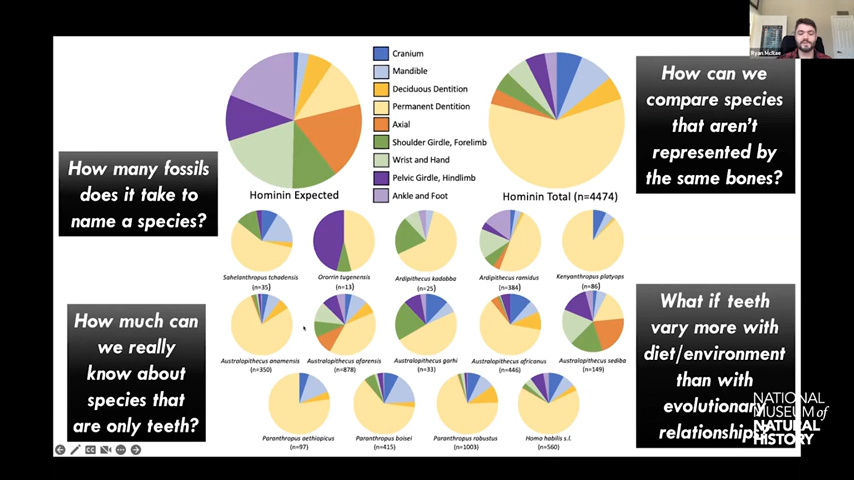 Ryan McRae
How many fossils
does it take to
name a species?
How much can
we really
know about
species that
are only teeth?
Hominin Expected
Cranium
Mandible
Deciduous Dentition
Permanent Dentition
Axial
Shoulder Girdle, Forelimb
Wrist and Hand
Pelvic Girdle, Hindlimb
Ankle and Foot
Hominin Total (n=4474)
Sahelanthropus tchadensis
(n=35)
Orrorin tugenensis
(n=13)
Ardipithecus kadabba
(n=25)
Ardipithecus ramidus
(n=384)
Kenyanthropus platyops
(n=86)
Australopithecus anamensis
(n=350)
Australopithecus afarensis
(n=878)
Australopithecus garhi
(n=33)
Australopithecus africanus
(n=446)
Australopithecus sediba
(n=149)
Paranthropus aethiopicus
(n=97)
Paranthropus boisei
(n=415)
Paranthropus robustus
(n=1003)
Homo habilis s.l.
(n=560)
How can we
compare species
that aren't
represented by
the same bones?
What if teeth
vary more with
diet/environment
than with
evolutionary
relationships?
NATIONAL
MUSEUM of
NATURAL
HISTORY
CC